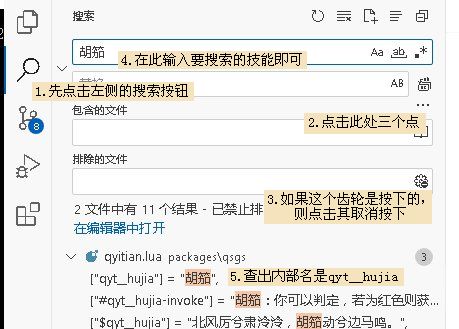 搜索
胡笳
Aa ab .*
4.在此输入要搜索的技能即可
AB
1.先点击左侧的搜索按钮
...
包含的文件
2.点击此处三个点
8
排除的文件
3.如果这个齿轮是按下的，
则点击其取消按下
2 文件中有 11 个结果 - 已禁止排
在编辑器中打开
qyitian.lua packages\qsgs 3
["qyt__hujia"] = "胡笳",
5.查出内部名是qyt__hujia
["#qyt__hujia-invoke"] = "胡笳：你可以判定，若为红色则获...
["$qyt__hujia"] = "北风厉兮肃泠泠，胡笳动兮边马鸣。",